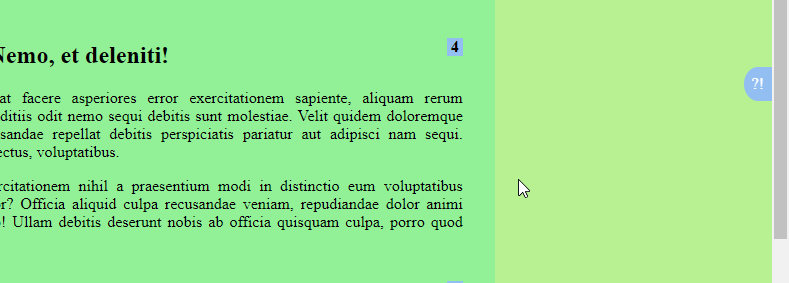 Nemo, et deleniti!
4
?!
at facere asperiores error exercitationem sapiente, aliquam rerum
ditiis odit nemo sequi debitis sunt molestiae. Velit quidem doloremque
sandae repellat debitis perspiciatis pariatur aut adipisci nam sequi.
ectus, voluptatibus.
rcitationem nihil a praesentium modi in distinctio eum voluptatibus
r? Officia aliquid culpa recusandae veniam, repudiandae dolor animi
! Ullam debitis deserunt nobis ab officia quisquam culpa, porro quod